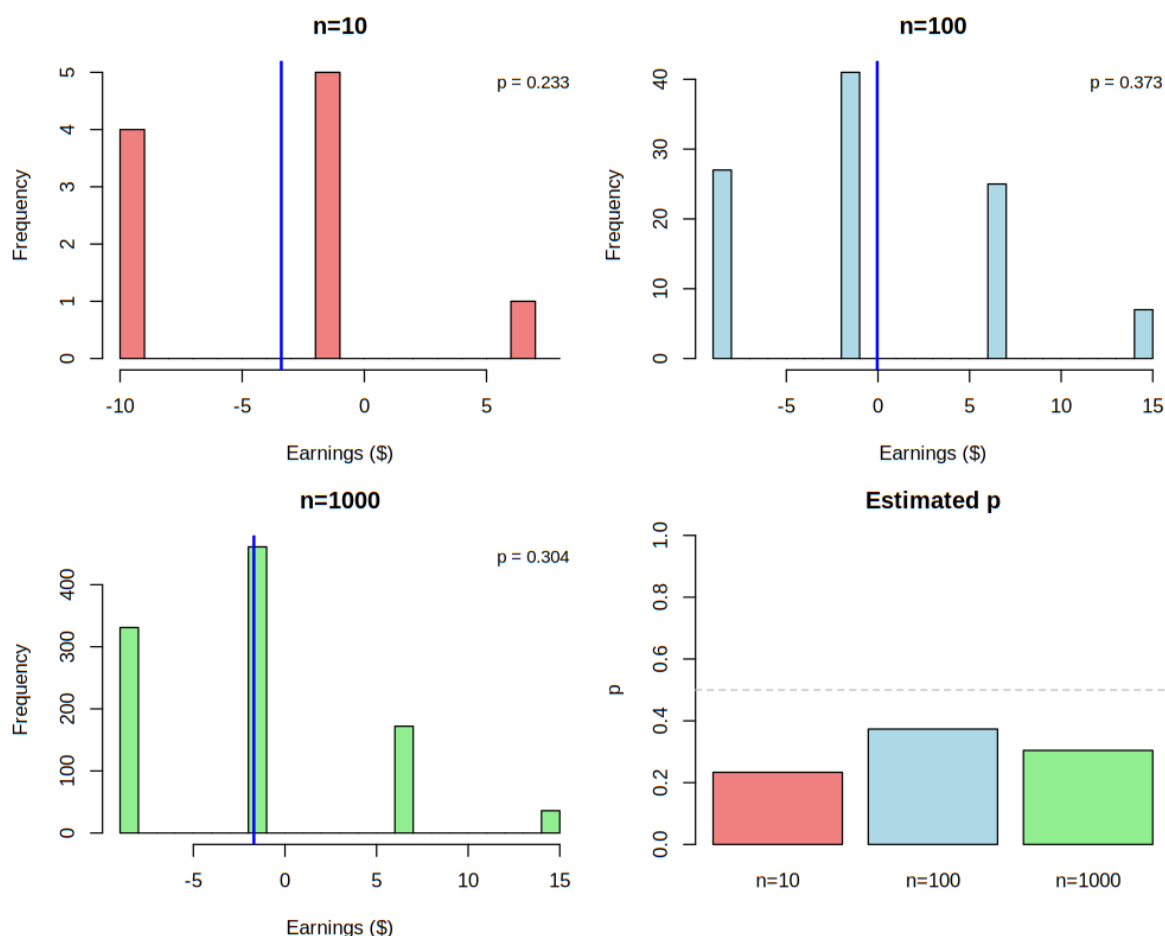 n=10
p = 0.233
Frequency
0 1 2 3 4 5
-10 -5 0 5
Earnings ($)
n=100
p = 0.373
Frequency
0 10 20 30 40
-5 0 5 10 15
Earnings ($)
n=1000
p = 0.304
Frequency
0 100 200 300 400
-5 0 5 10 15
Earnings ($)
Estimated p
p
0.0 0.2 0.4 0.6 0.8 1.0
n=10 n=100 n=1000